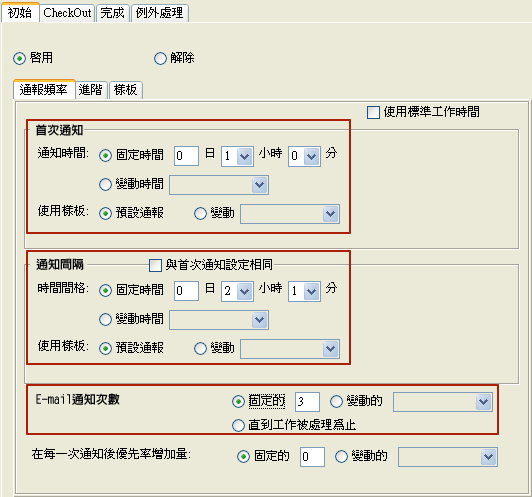 初始 CheckOut 完成 例外處理
啓用 解除
通報頻率 進階 樣板
使用標準工作時間
首次通知
通知時間: 固定時間 0 日 1 小時 0 分
變動時間
使用樣板: 預設通報 變動
通知間隔 與首次通知設定相同
時間間格: 固定時間 0 日 2 小時 1 分
變動時間
使用樣板: 預設通報 變動
E-mail通知次數 固定的 3 變動的
直到工作被處理爲止
在每一次通知後優先率增加量: 固定的 0 變動的